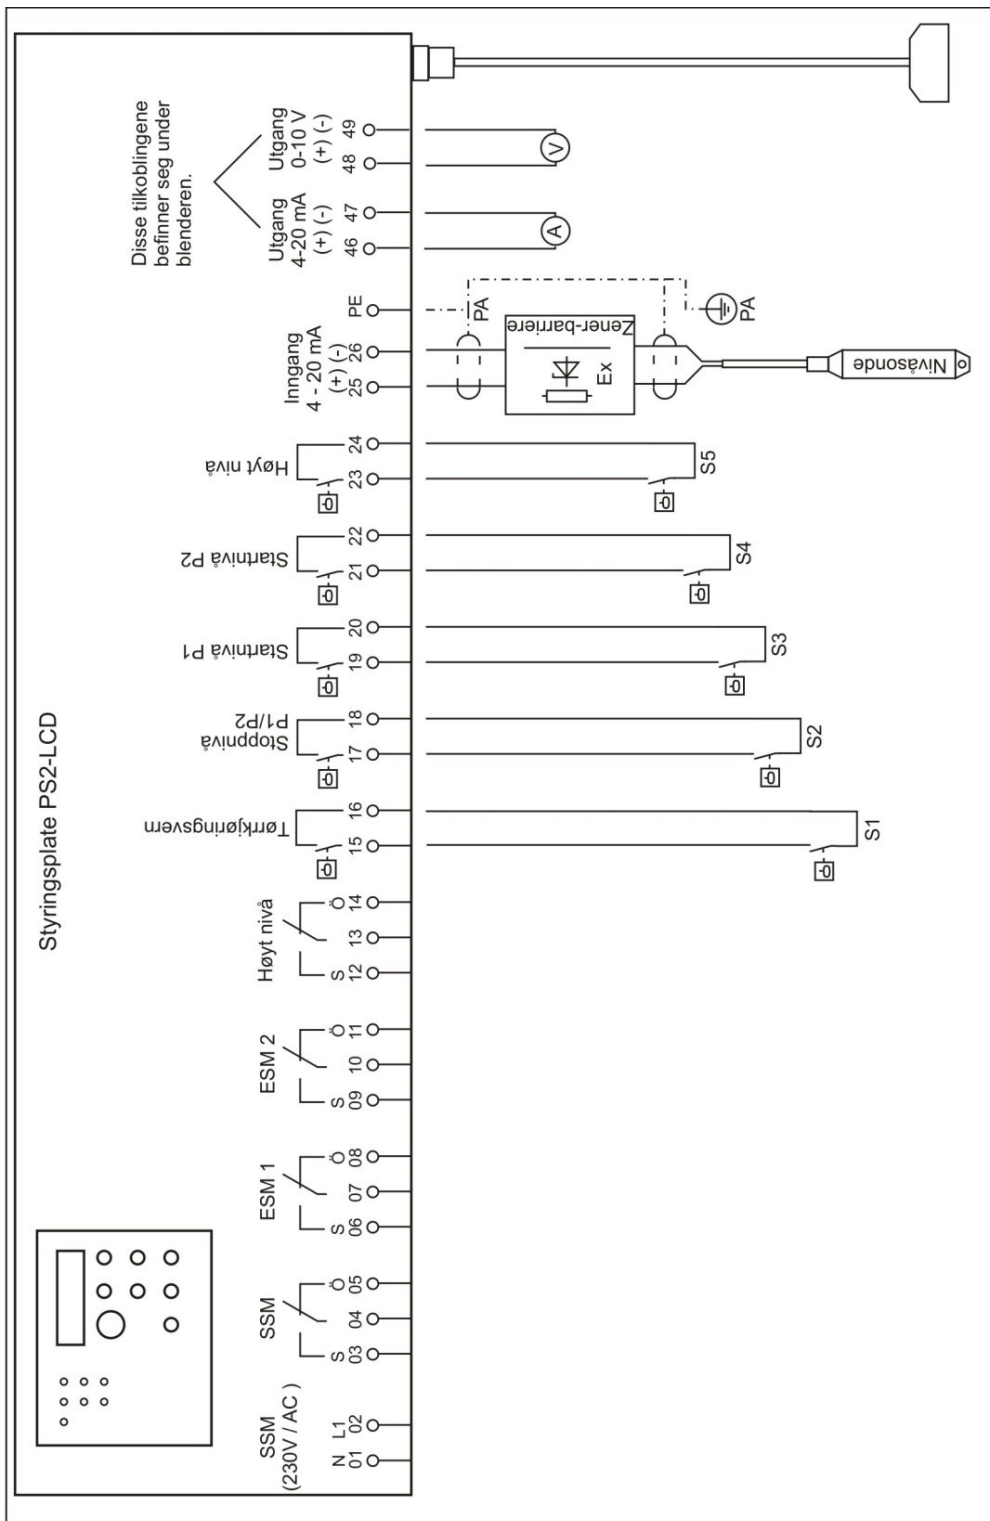 Styringsplate PS2-LCD
Disse tilkoblingene
befinner seg under
blenderen.
SSM
(230V / AC )
N L1
01 02
SSM
S Ö
03 04 05
ESM 1
S Ö
06 07 08
ESM 2
S Ö
09 10 11
Høyt nivå
S Ö
12 13 14
Tørrkjøringsvern
15 16
Stoppnivå
P1/P2
17 18
Startnivå P1
19 20
Startnivå P2
21 22
Høyt nivå
23 24
Inngang
4 - 20 mA
(+) (-)
25 26
PE
Utgang
4-20 mA
(+) (-)
46 47
Utgang
0-10 V
(+) (-)
48 49
S1
S2
S3
S4
S5
PA
Zener-barriere
Ex
PA
Nivåsonde
A
V